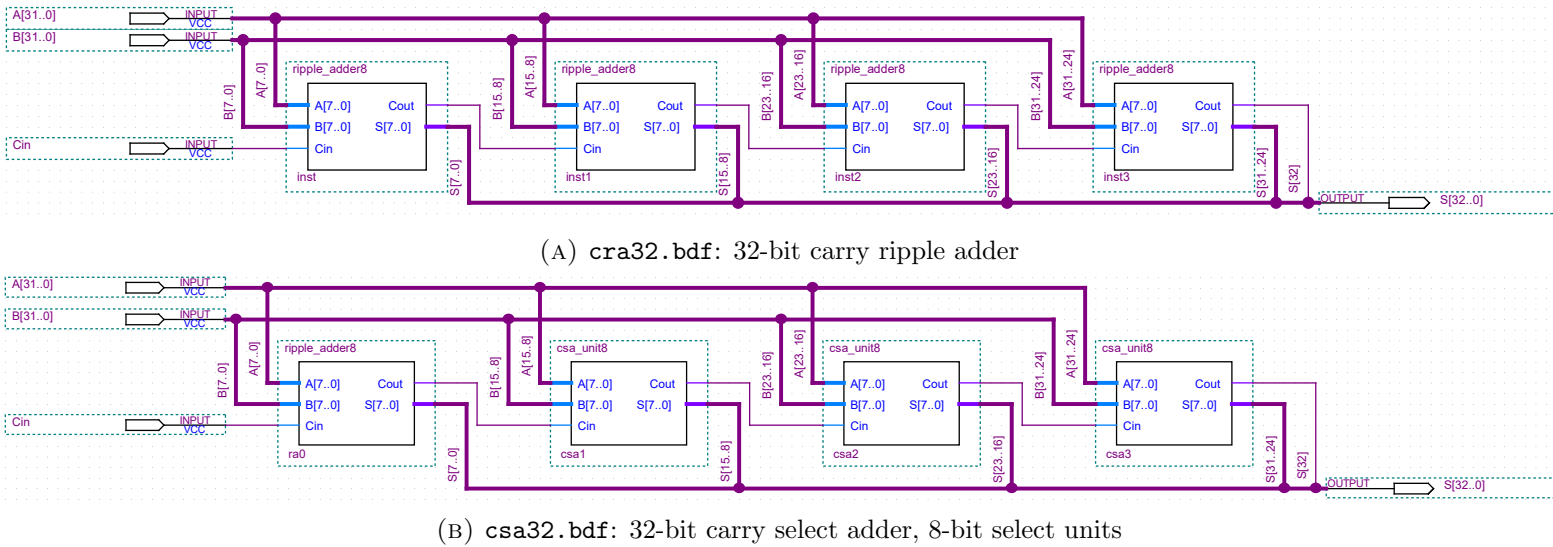 A[31..0] INPUT VCC
B[31..0] INPUT VCC
B[7..0] A[7..0] B[15..8] A[15..8] B[23..16] A[23..16] B[31..24] A[31..24]
ripple_adder8 ripple_adder8 ripple_adder8 ripple_adder8
A[7..0] Cout A[7..0] Cout A[7..0] Cout A[7..0] Cout
B[7..0] S[7..0] B[7..0] S[7..0] B[7..0] S[7..0] B[7..0] S[7..0]
Cin INPUT VCC Cin Cin Cin Cin
inst inst1 inst2 inst3
S[7..0] S[15..8] S[23..16] S[31..24] S[32]
OUTPUT S[32..0]
(A) cra32.bdf: 32-bit carry ripple adder
A[31..0] INPUT VCC
B[31..0] INPUT VCC
B[7..0] A[7..0] B[15..8] A[15..8] B[23..16] A[23..16] B[31..24] A[31..24]
ripple_adder8 csa_unit8 csa_unit8 csa_unit8
A[7..0] Cout A[7..0] Cout A[7..0] Cout A[7..0] Cout
B[7..0] S[7..0] B[7..0] S[7..0] B[7..0] S[7..0] B[7..0] S[7..0]
Cin INPUT VCC Cin Cin Cin Cin
ra0 csa1 csa2 csa3
S[7..0] S[15..8] S[23..16] S[31..24] S[32]
OUTPUT S[32..0]
(B) csa32.bdf: 32-bit carry select adder, 8-bit select units